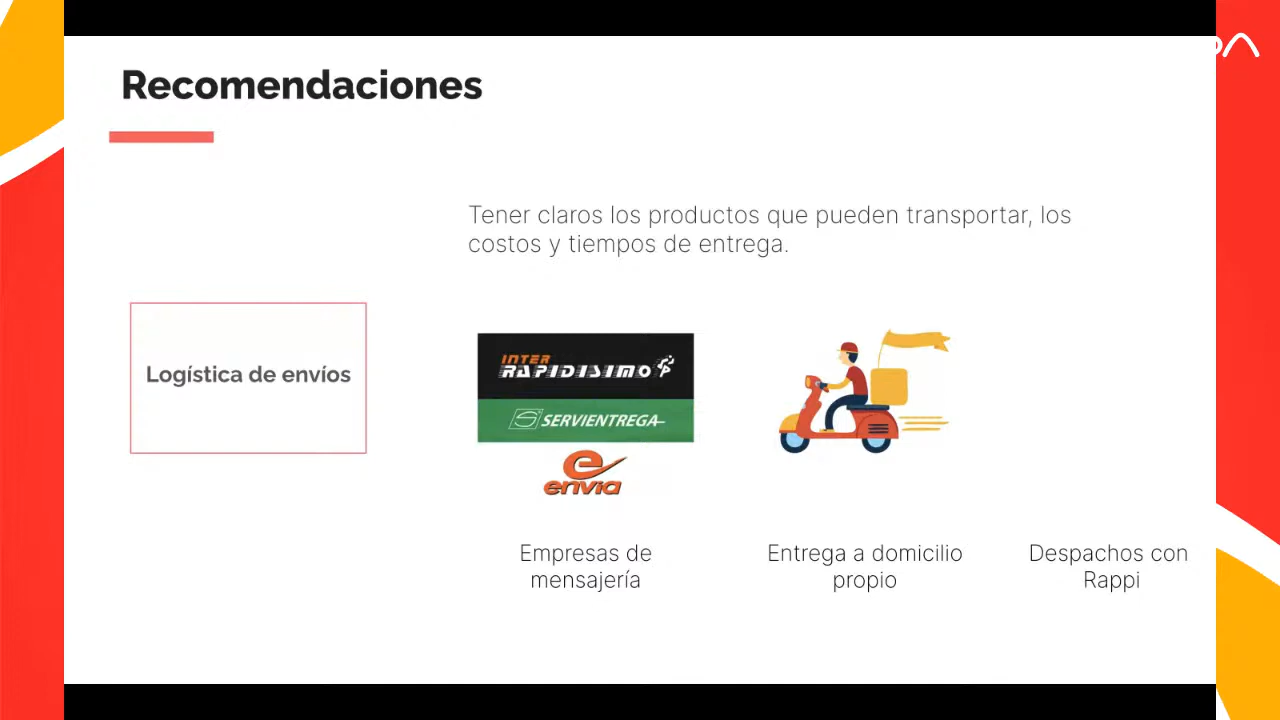 Recomendaciones
Tener claros los productos que pueden transportar, los
costos y tiempos de entrega.
Logística de envíos
INTER
RAPIDISIMO
SERVIENTREGA
e
envía
Empresas de
mensajería
Entrega a domicilio
propio
Despachos con
Rappi